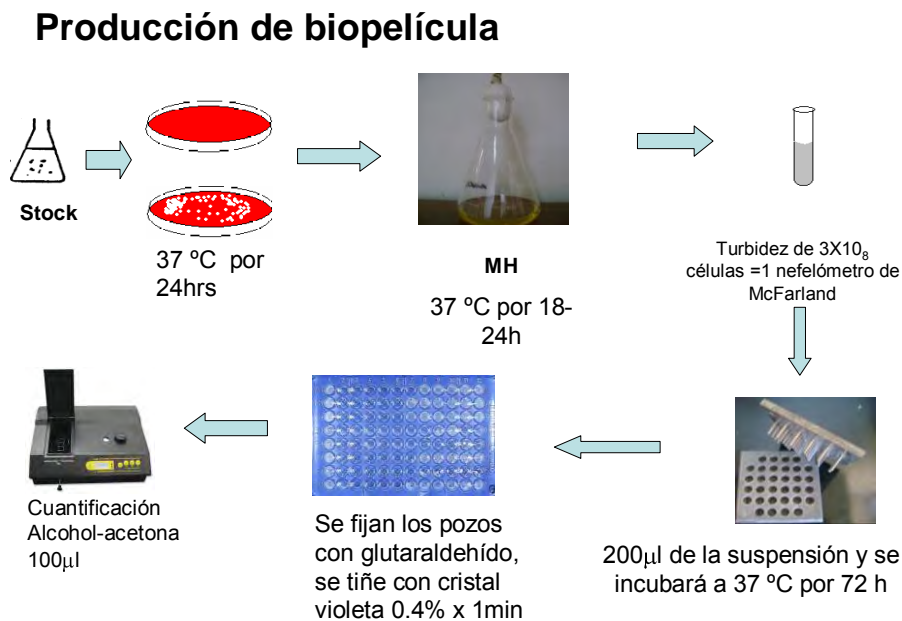 Producción de biopelícula
Stock
37 ºC por
24hrs
MH
37 ºC por 18-
24h
Turbidez de 3X10₈
células =1 nefelómetro de
McFarland
200µl de la suspensión y se
incubará a 37 ºC por 72 h
Se fijan los pozos
con glutaraldehído,
se tiñe con cristal
violeta 0.4% x 1min
Cuantificación
Alcohol-acetona
100µl